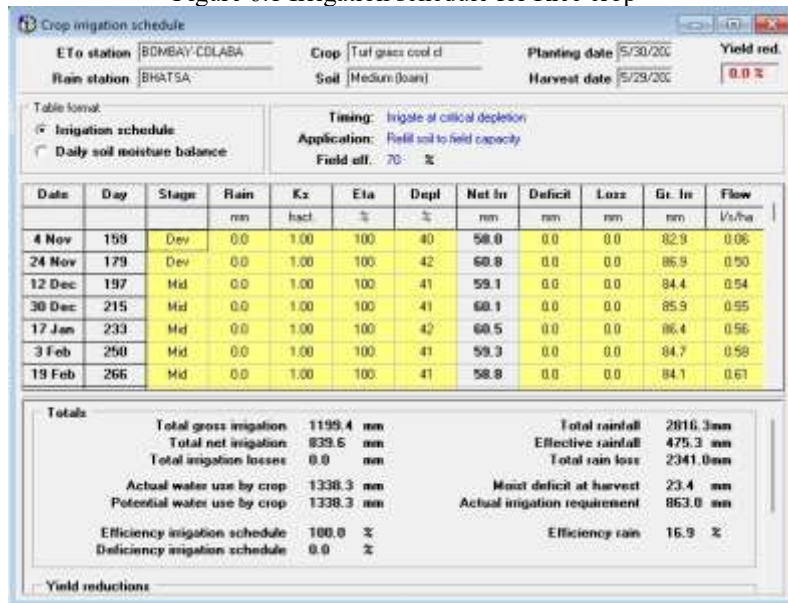 Figure 6.1 Irrigation schedule for Rice crop
Crop irrigation schedule
ETo station BOMBAY-COLABA Crop Turf grass cool cl Planting date 5/30/202 Yield red.
Rain station BHATSA Soil Medium (loam) Harvest date 5/29/202 0.0 %
Table format
Irrigation schedule
Daily soil moisture balance
Timing: Irrigate at critical depletion
Application: Refill soil to field capacity
Field eff. 70 %
Date Day Stage Rain Ks Eta Depl Net Irr Deficit Loss Gr. Irr Flow
mm fract. % % mm mm mm mm l/s/ha
4 Nov 159 Dev 0.0 1.00 100 40 58.0 0.0 0.0 82.9 0.06
24 Nov 179 Dev 0.0 1.00 100 42 60.8 0.0 0.0 86.9 0.50
12 Dec 197 Mid 0.0 1.00 100 41 59.1 0.0 0.0 84.4 0.54
30 Dec 215 Mid 0.0 1.00 100 41 60.1 0.0 0.0 85.9 0.55
17 Jan 233 Mid 0.0 1.00 100 42 60.5 0.0 0.0 86.4 0.56
3 Feb 250 Mid 0.0 1.00 100 41 59.3 0.0 0.0 84.7 0.58
19 Feb 266 Mid 0.0 1.00 100 41 58.8 0.0 0.0 84.1 0.61
Totals
Total gross irrigation 1199.4 mm Total rainfall 2816.3mm
Total net irrigation 839.6 mm Effective rainfall 475.3 mm
Total irrigation losses 0.0 mm Total rain loss 2341.0mm
Actual water use by crop 1338.3 mm Moist deficit at harvest 23.4 mm
Potential water use by crop 1338.3 mm Actual irrigation requirement 863.0 mm
Efficiency irrigation schedule 100.0 % Efficiency rain 16.9 %
Deficiency irrigation schedule 0.0 %
Yield reductions